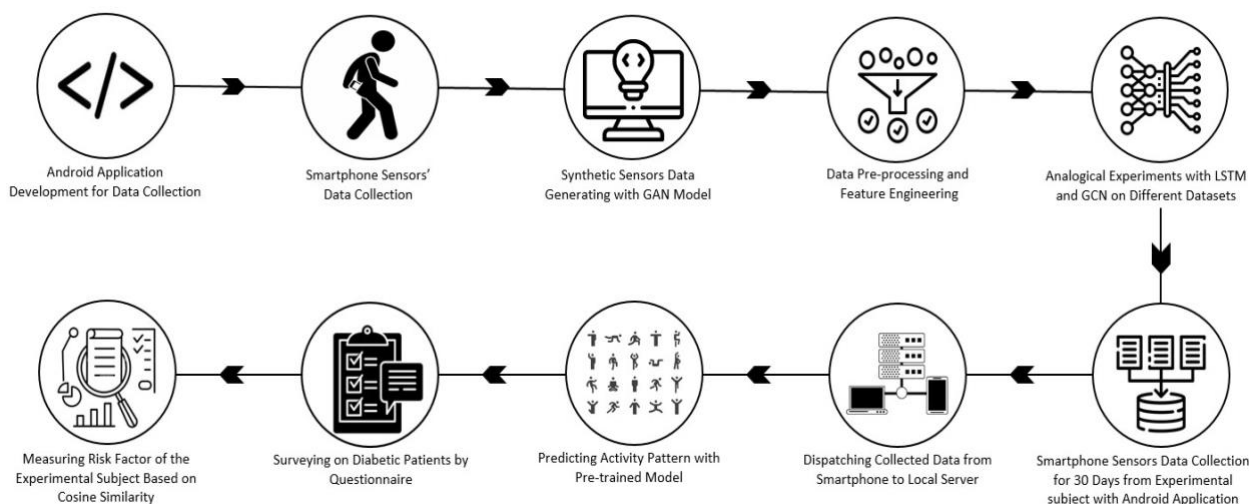 Android Application
Development for Data Collection
Smartphone Sensors'
Data Collection
Synthetic Sensors Data
Generating with GAN Model
Data Pre-processing and
Feature Engineering
Analogical Experiments with LSTM
and GCN on Different Datasets
Measuring Risk Factor of the
Experimental Subject Based on
Cosine Similarity
Surveying on Diabetic Patients by
Questionnaire
Predicting Activity Pattern with
Pre-trained Model
Dispatching Collected Data from
Smartphone to Local Server
Smartphone Sensors Data Collection
for 30 Days from Experimental
subject with Android Application